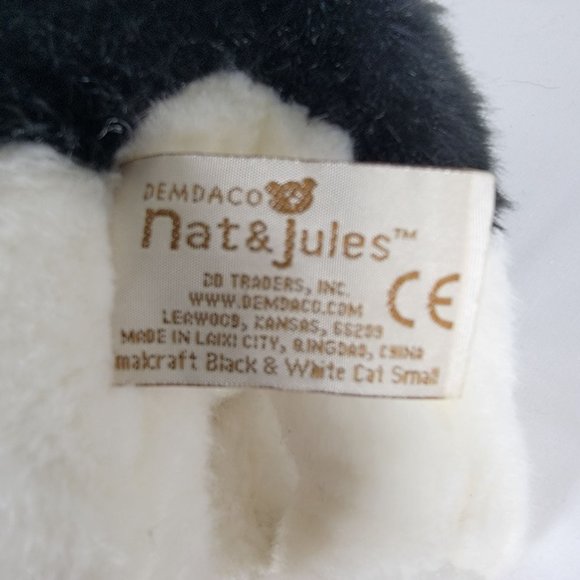 DEMDACO
nat&jules™
DD TRADERS, INC.
WWW.DEMDACO.COM
LEAWOOD, KANSAS, 66209
CE
MADE IN LAIXI CITY, QINGDAO, CHINA
malcraft Black & White Cat Small